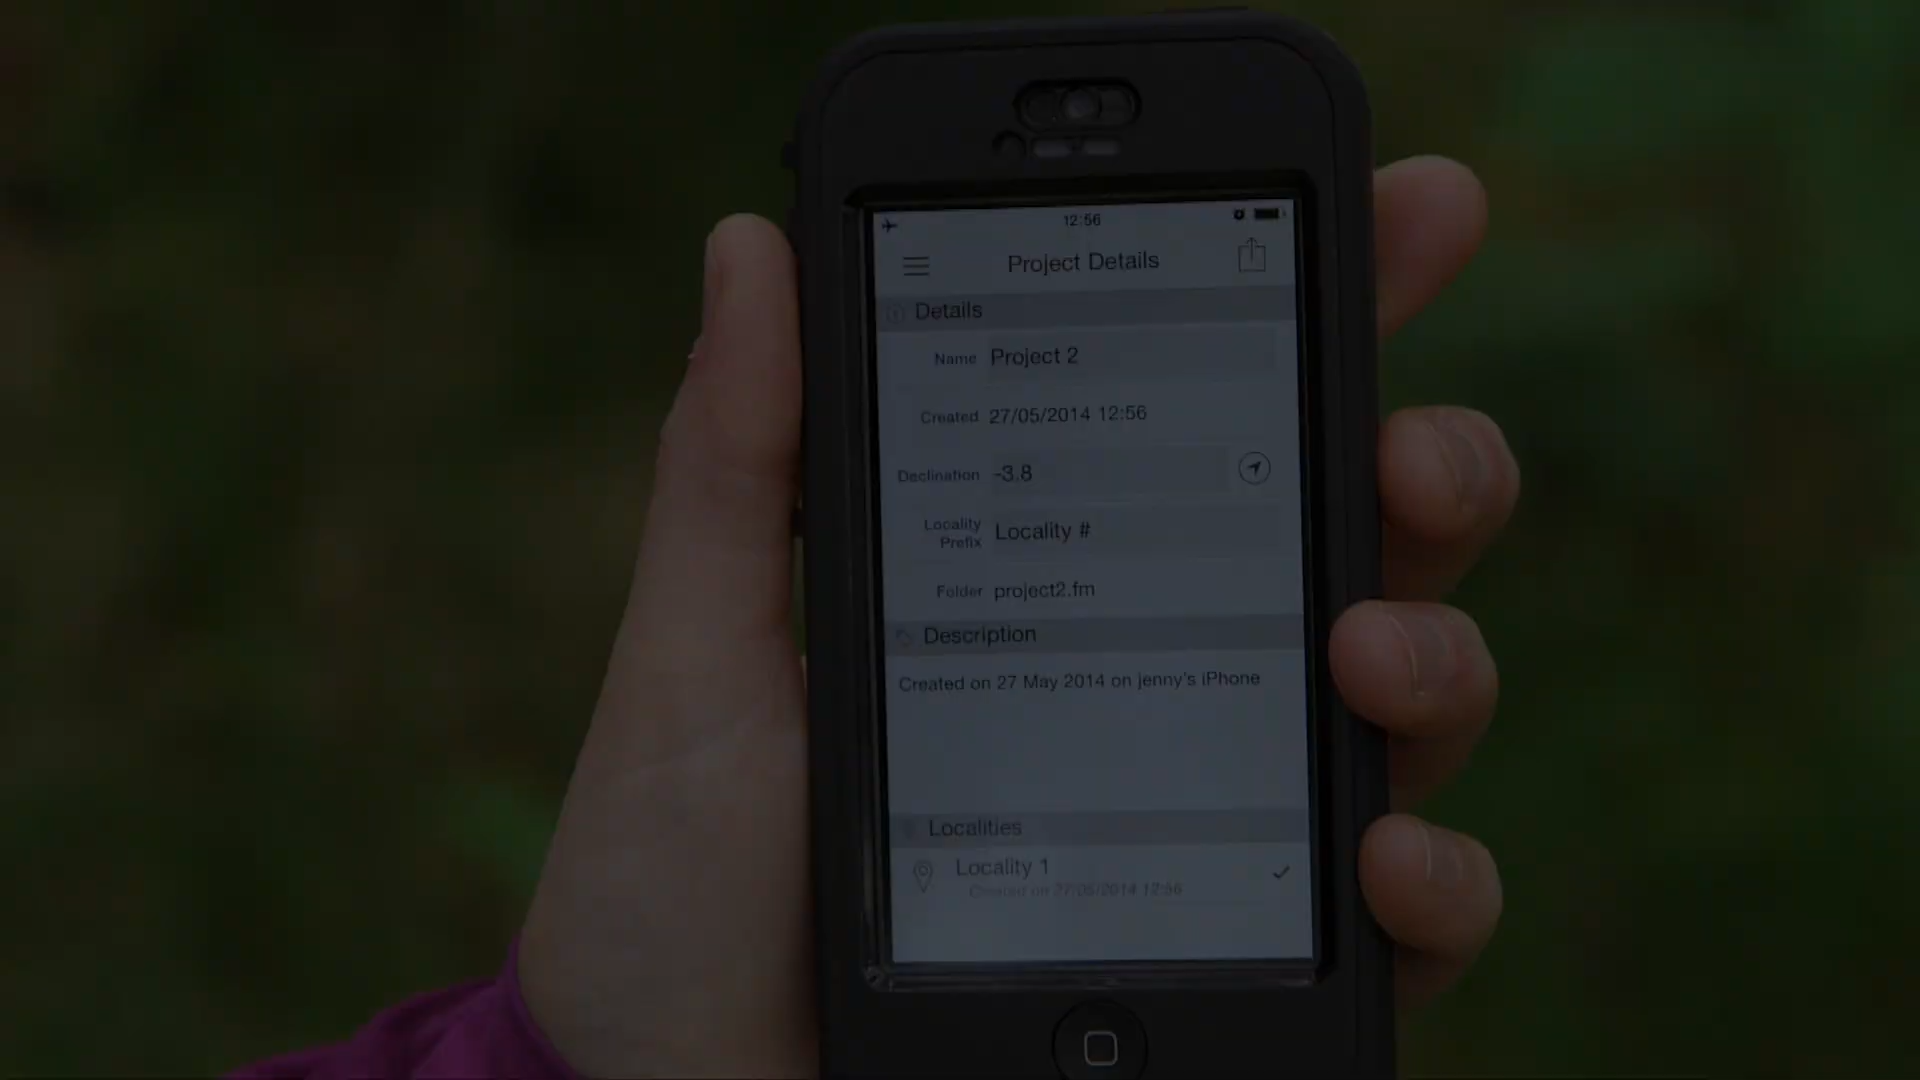 12:56
Project Details
Details
Name Project 2
Created 27/05/2014 12:56
Declination -3.8
Locality
Prefix Locality #
Folder project2.fm
Description
Created on 27 May 2014 on jenny's iPhone
Localities
Locality 1
Created on 27/05/2014 12:56